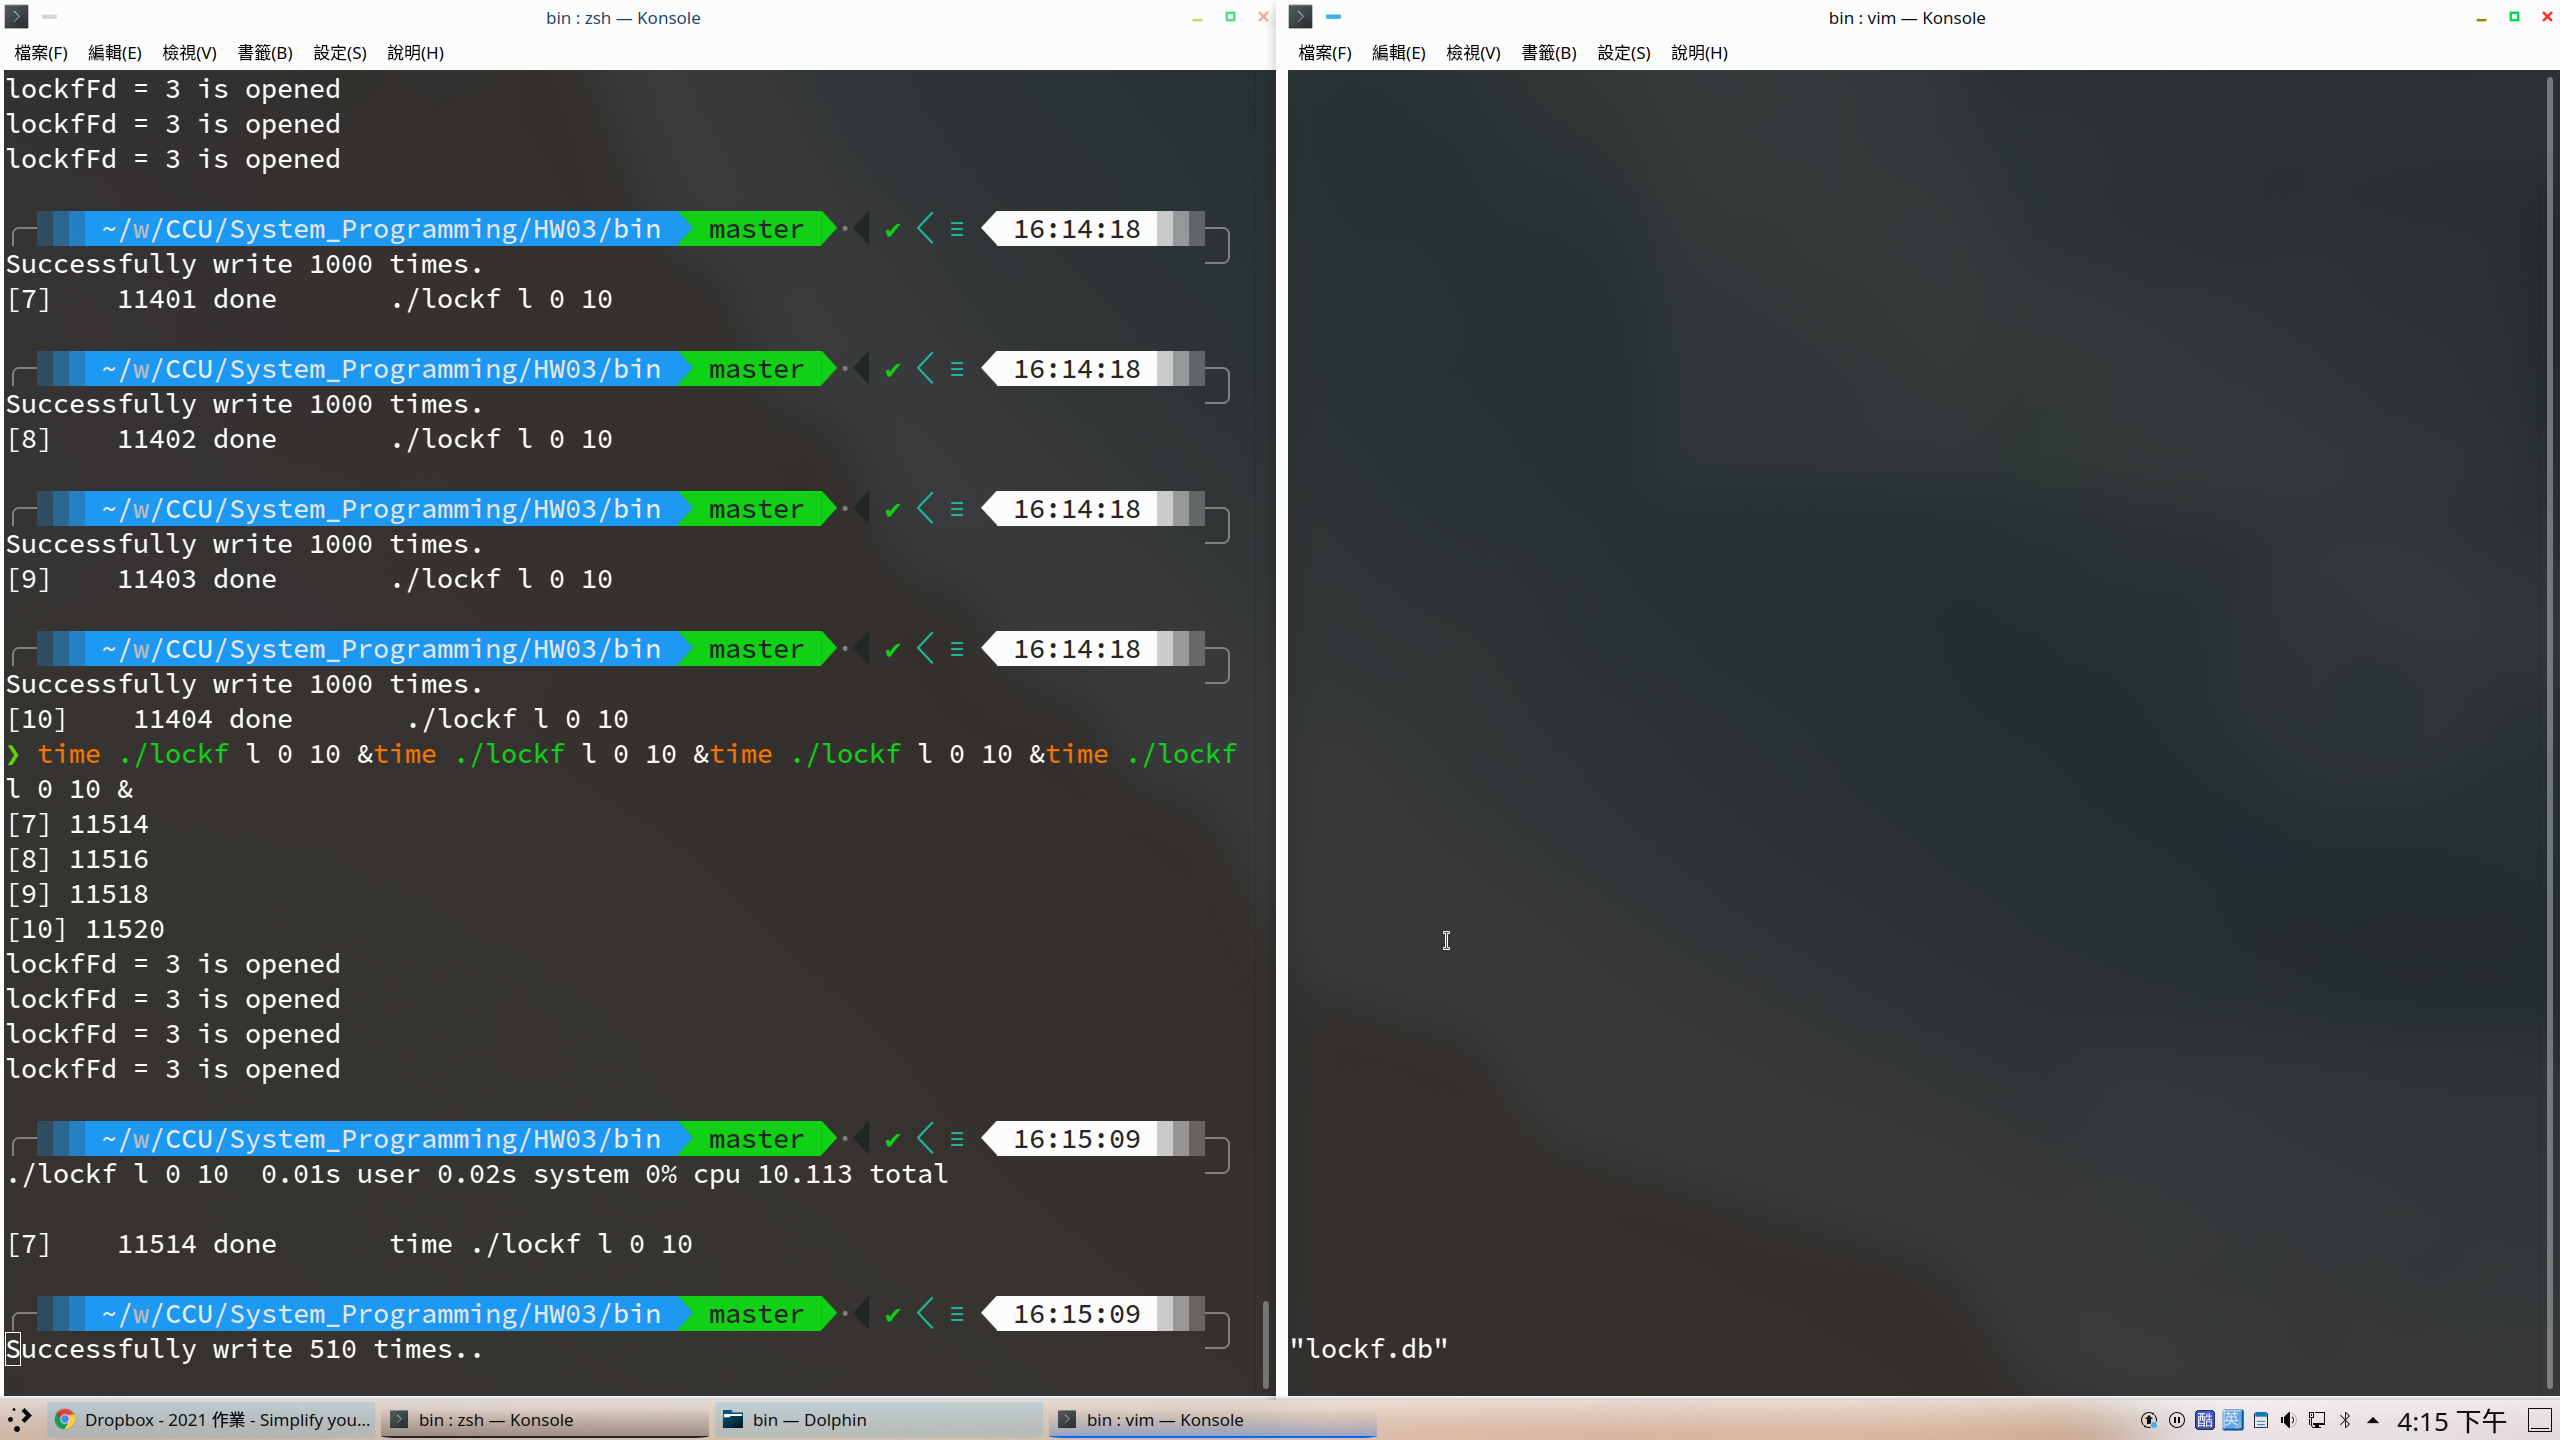 bin : zsh — Konsole
檔案(F) 編輯(E) 檢視(V) 書籤(B) 設定(S) 說明(H)
lockfFd = 3 is opened
lockfFd = 3 is opened
lockfFd = 3 is opened
~/w/CCU/System_Programming/HW03/bin master ✔ ≡ 16:14:18
Successfully write 1000 times.
[7]    11401 done       ./lockf l 0 10
~/w/CCU/System_Programming/HW03/bin master ✔ ≡ 16:14:18
Successfully write 1000 times.
[8]    11402 done       ./lockf l 0 10
~/w/CCU/System_Programming/HW03/bin master ✔ ≡ 16:14:18
Successfully write 1000 times.
[9]    11403 done       ./lockf l 0 10
~/w/CCU/System_Programming/HW03/bin master ✔ ≡ 16:14:18
Successfully write 1000 times.
[10]    11404 done       ./lockf l 0 10
❯ time ./lockf l 0 10 &time ./lockf l 0 10 &time ./lockf l 0 10 &time ./lockf
l 0 10 &
[7] 11514
[8] 11516
[9] 11518
[10] 11520
lockfFd = 3 is opened
lockfFd = 3 is opened
lockfFd = 3 is opened
lockfFd = 3 is opened
~/w/CCU/System_Programming/HW03/bin master ✔ ≡ 16:15:09
./lockf l 0 10  0.01s user 0.02s system 0% cpu 10.113 total
[7]    11514 done       time ./lockf l 0 10
~/w/CCU/System_Programming/HW03/bin master ✔ ≡ 16:15:09
Successfully write 510 times..
bin : vim — Konsole
檔案(F) 編輯(E) 檢視(V) 書籤(B) 設定(S) 說明(H)
"lockf.db"
Dropbox - 2021 作業 - Simplify you...
bin : zsh — Konsole
bin — Dolphin
bin : vim — Konsole
酷 英
4:15 下午